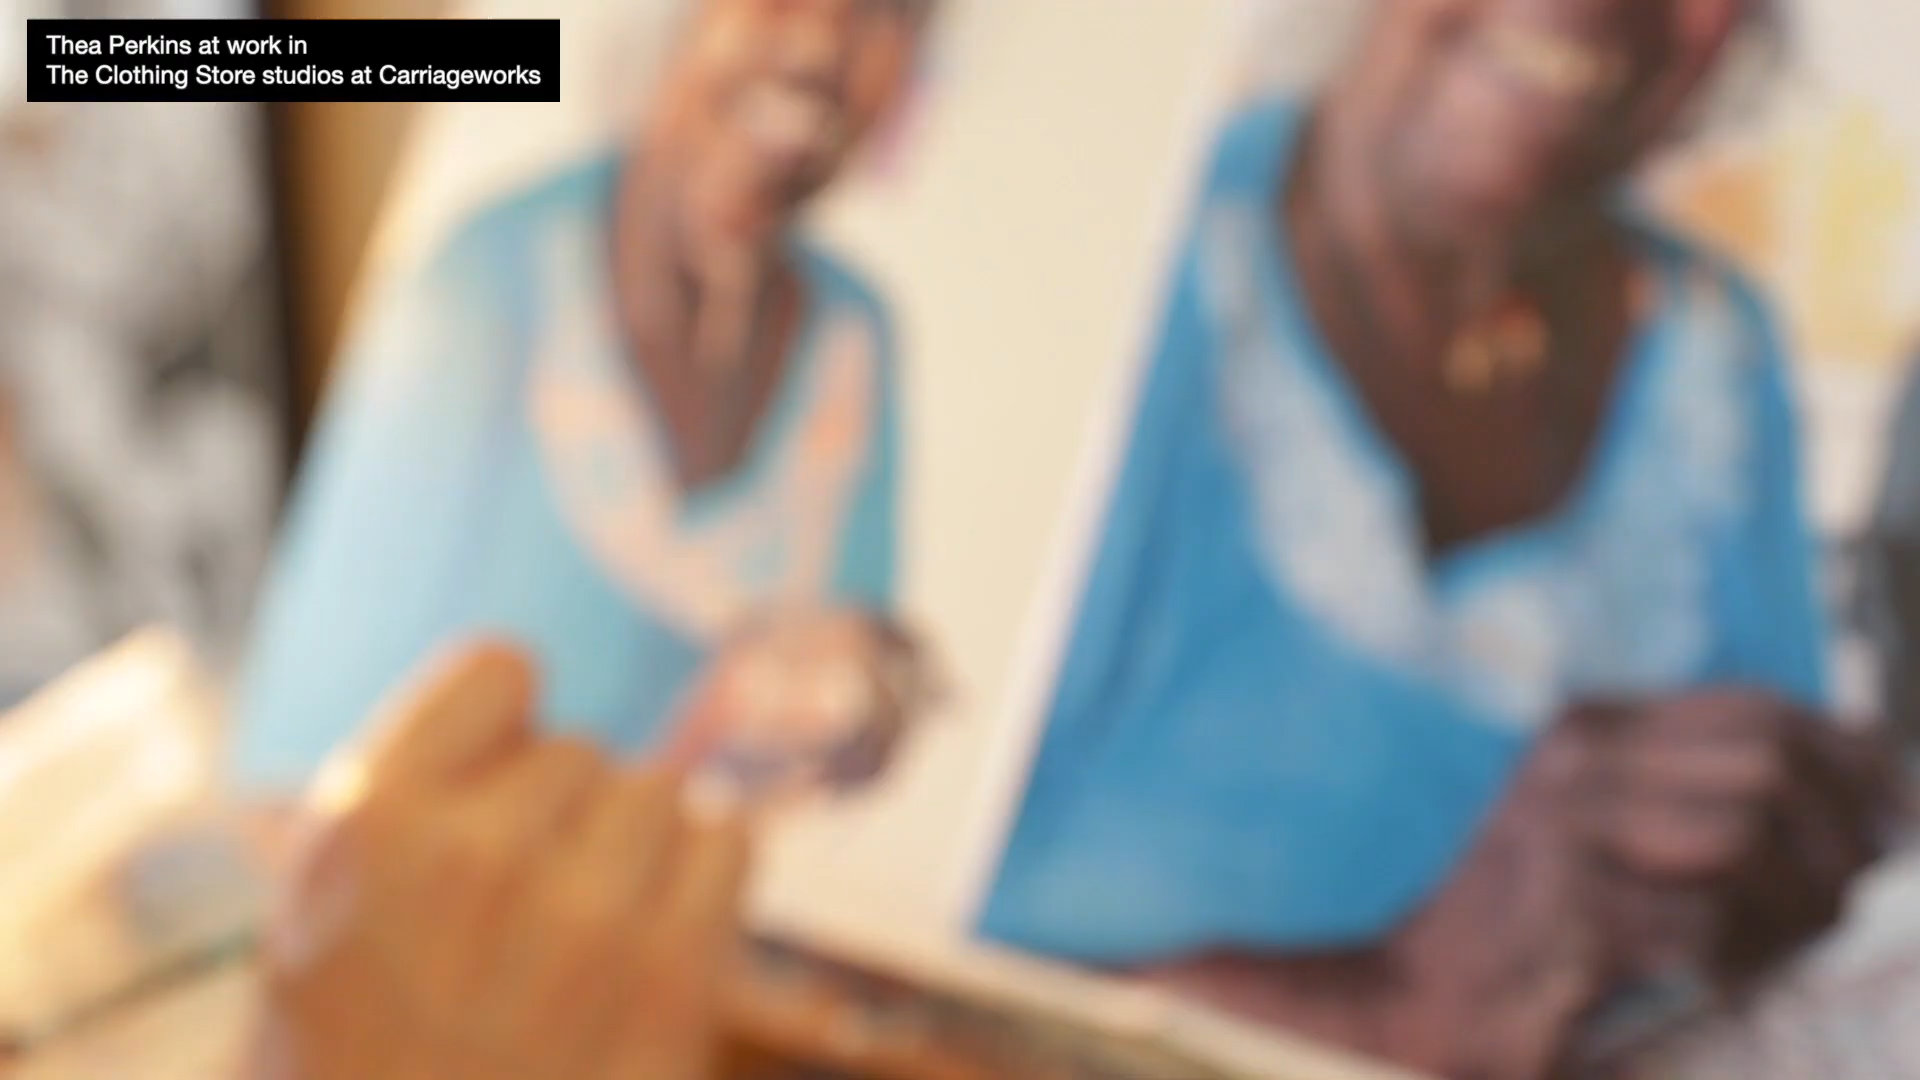 Thea Perkins at work in
The Clothing Store studios at Carriageworks